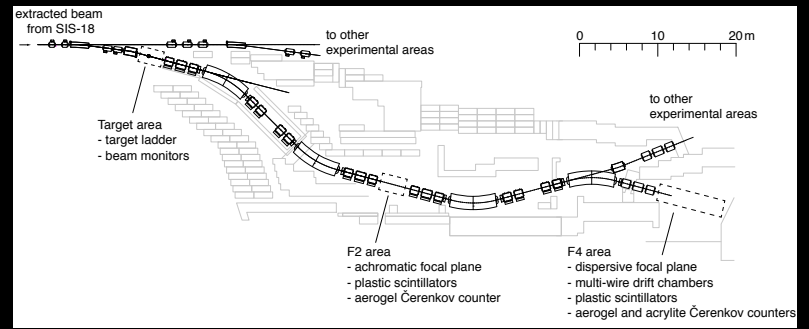 extracted beam
from SIS-18
to other
experimental areas
0 10 20 m
to other
experimental areas
Target area
- target ladder
- beam monitors
F2 area
- achromatic focal plane
- plastic scintillators
- aerogel Čerenkov counter
F4 area
- dispersive focal plane
- multi-wire drift chambers
- plastic scintillators
- aerogel and acrylite Čerenkov counters